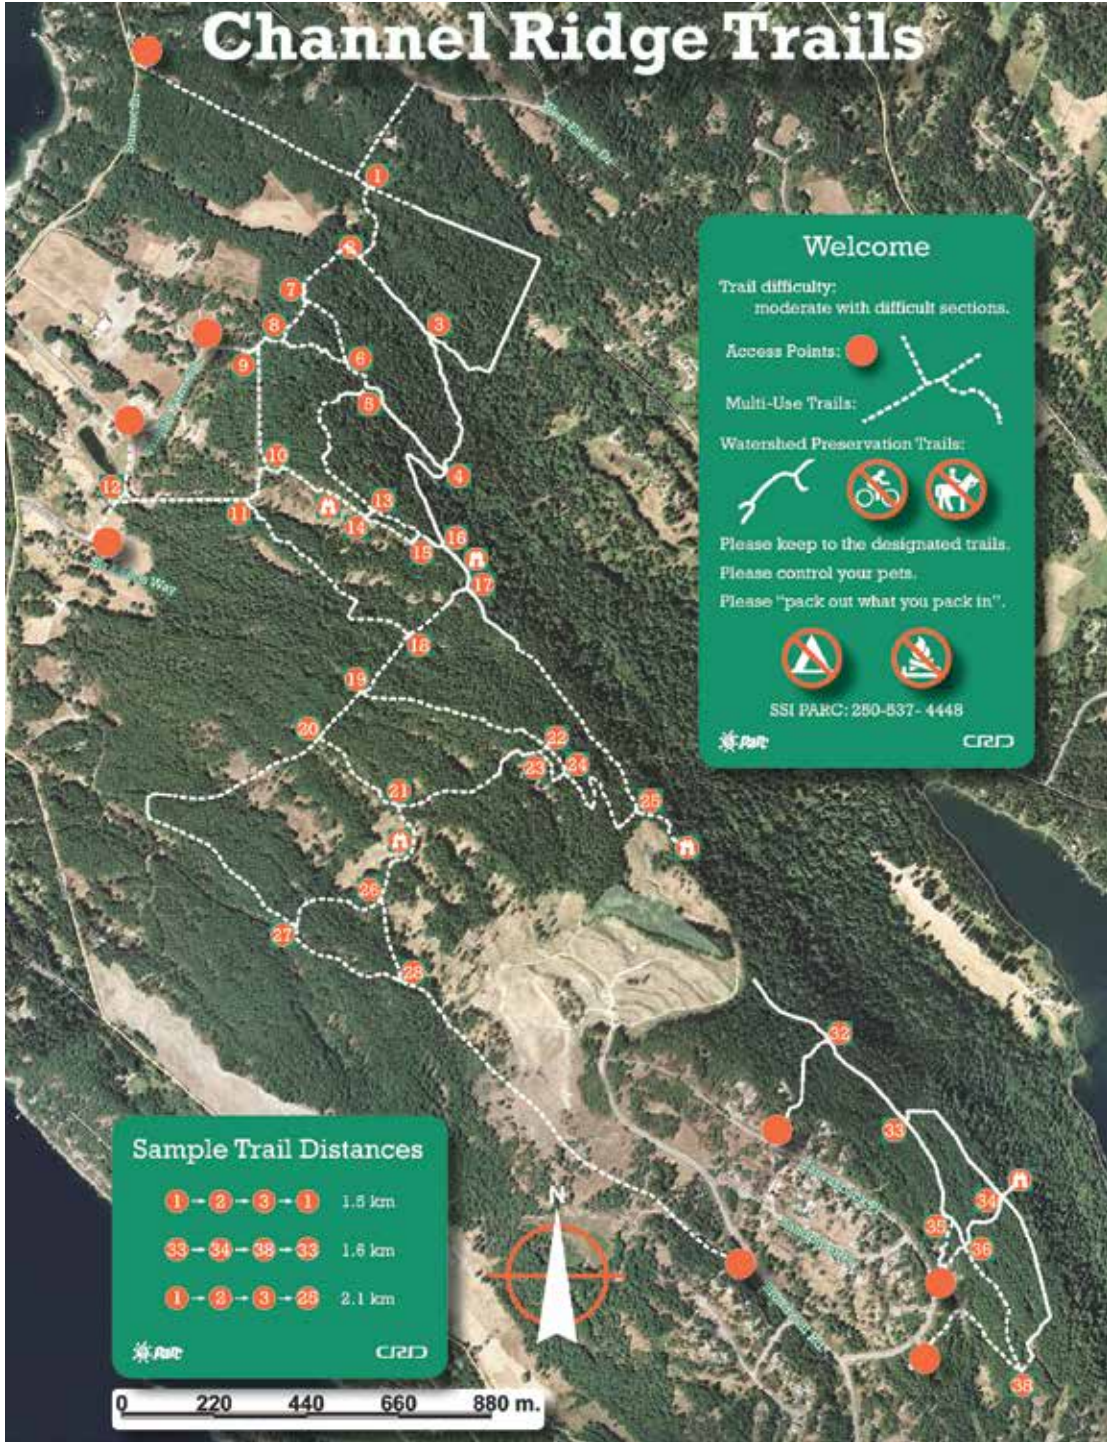 Channel Ridge Trails
1
2
7
8
3
9
6
5
10
4
12
11
13
14
15
16
17
18
19
20
22
23
24
21
25
26
27
28
32
33
34
35
36
38
Welcome
Trail difficulty:
moderate with difficult sections.
Access Points:
Multi-Use Trails:
Watershed Preservation Trails:
Please keep to the designated trails.
Please control your pets.
Please "pack out what you pack in".
SSI PARC: 250-537- 4448
PARC
CRD
Sample Trail Distances
1 2 3 1 1.5 km
33 34 38 33 1.6 km
1 2 3 25 2.1 km
PARC
CRD
N
0 220 440 660 880 m.